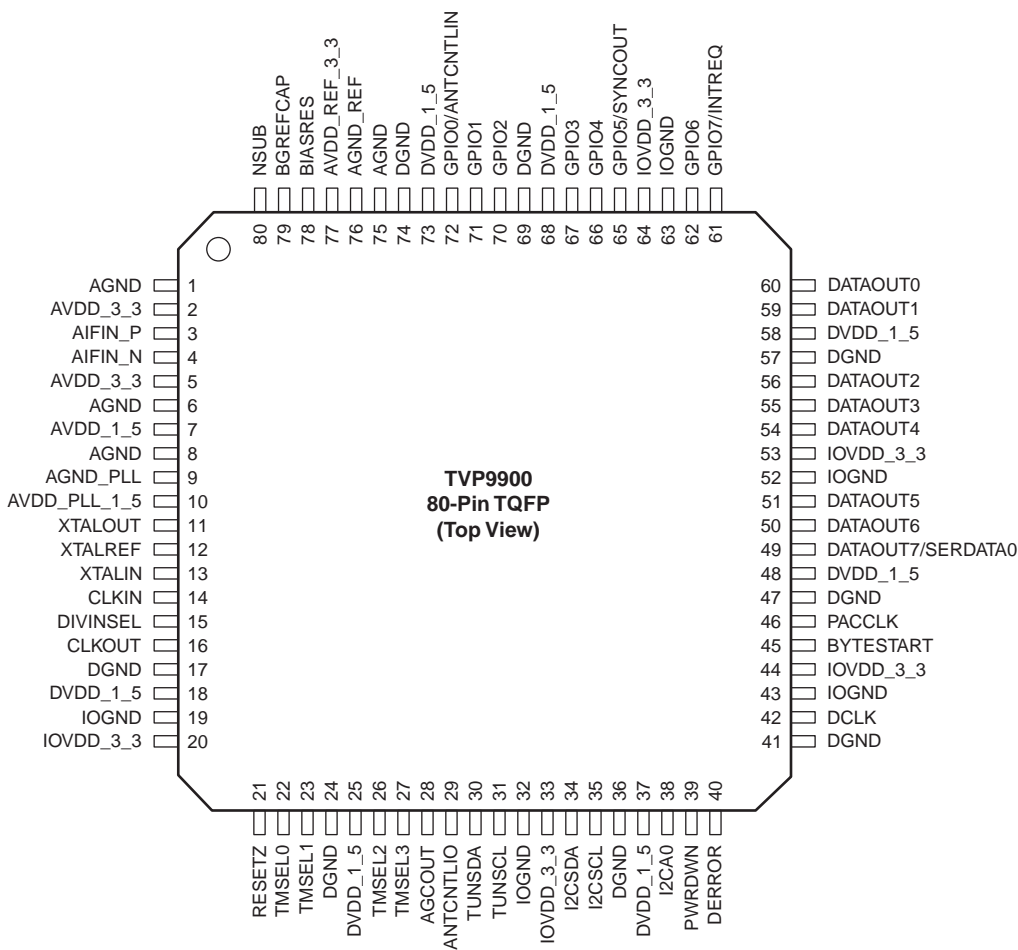 NSUB
BGREFCAP
BIASRES
AVDD_REF_3_3
AGND_REF
AGND
DGND
DVDD_1_5
GPIO0/ANTCNTLIN
GPIO1
GPIO2
DGND
DVDD_1_5
GPIO3
GPIO4
GPIO5/SYNCOUT
IOVDD_3_3
IOGND
GPIO6
GPIO7/INTREQ
80 79 78 77 76 75 74 73 72 71 70 69 68 67 66 65 64 63 62 61
AGND 1
AVDD_3_3 2
AIFIN_P 3
AIFIN_N 4
AVDD_3_3 5
AGND 6
AVDD_1_5 7
AGND 8
AGND_PLL 9
AVDD_PLL_1_5 10
XTALOUT 11
XTALREF 12
XTALIN 13
CLKIN 14
DIVINSEL 15
CLKOUT 16
DGND 17
DVDD_1_5 18
IOGND 19
IOVDD_3_3 20
TVP9900
80-Pin TQFP
(Top View)
60 DATAOUT0
59 DATAOUT1
58 DVDD_1_5
57 DGND
56 DATAOUT2
55 DATAOUT3
54 DATAOUT4
53 IOVDD_3_3
52 IOGND
51 DATAOUT5
50 DATAOUT6
49 DATAOUT7/SERDATA0
48 DVDD_1_5
47 DGND
46 PACCLK
45 BYTESTART
44 IOVDD_3_3
43 IOGND
42 DCLK
41 DGND
21 22 23 24 25 26 27 28 29 30 31 32 33 34 35 36 37 38 39 40
RESETZ
TMSEL0
TMSEL1
DGND
DVDD_1_5
TMSEL2
TMSEL3
AGCOUT
ANTCNTLIO
TUNSDA
TUNSCL
IOGND
IOVDD_3_3
I2CSDA
I2CSCL
DGND
DVDD_1_5
I2CA0
PWRDWN
DERROR